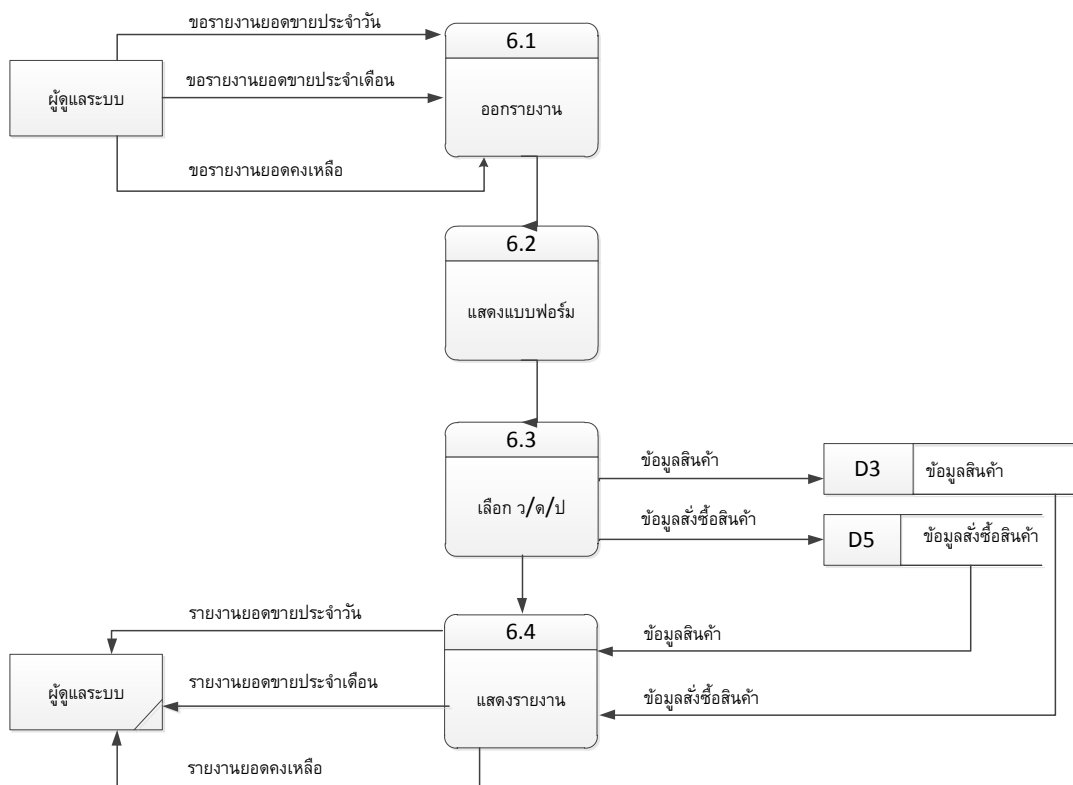 ขอรายงานยอดขายประจำวัน
6.1
ผู้ดูแลระบบ
ขอรายงานยอดขายประจำเดือน
ออกรายงาน
ขอรายงานยอดคงเหลือ
6.2
แสดงแบบฟอร์ม
6.3
เลือก ว/ด/ป
ข้อมูลสินค้า
D3
ข้อมูลสินค้า
ข้อมูลสั่งซื้อสินค้า
D5
ข้อมูลสั่งซื้อสินค้า
รายงานยอดขายประจำวัน
6.4
ข้อมูลสินค้า
ผู้ดูแลระบบ
รายงานยอดขายประจำเดือน
แสดงรายงาน
ข้อมูลสั่งซื้อสินค้า
รายงานยอดคงเหลือ